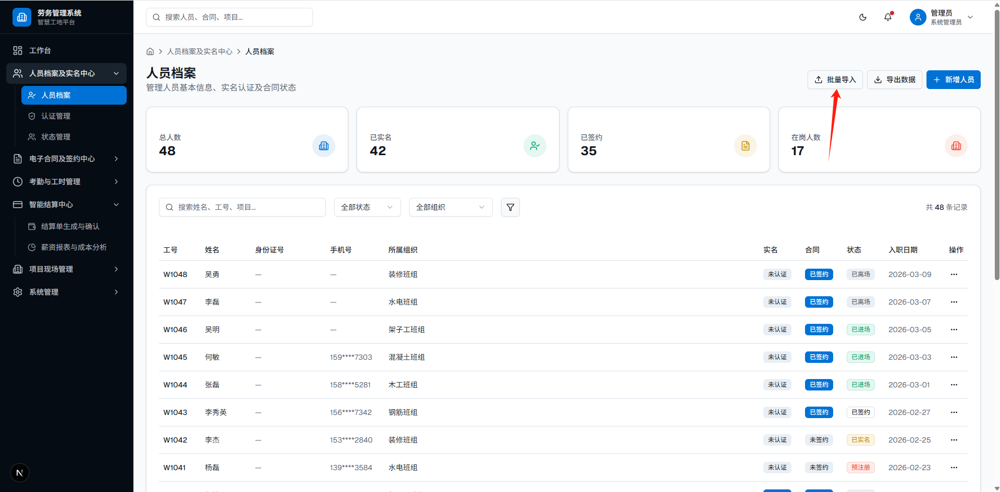 劳务管理系统
智慧工地平台
搜索人员、合同、项目...
管理员
系统管理员
工作台
人员档案及实名中心
人员档案
认证管理
状态管理
电子合同及签约中心
考勤与工时管理
智能结算中心
结算单生成与确认
薪资报表与成本分析
项目现场管理
系统管理
N
人员档案及实名中心 人员档案
人员档案
管理人员基本信息、实名认证及合同状态
批量导入 导出数据 新增人员
总人数 已实名 已签约 在岗人数
48 42 35 17
搜索姓名、工号、项目... 全部状态 全部组织 共 48 条记录
工号 姓名 身份证号 手机号 所属组织 实名 合同 状态 入职日期 操作
W1048 吴勇 — — 装修班组 未认证 已签约 已离场 2026-03-09 ...
W1047 李磊 — — 水电班组 未认证 已签约 已离场 2026-03-07 ...
W1046 吴明 — — 架子工班组 未认证 已签约 已进场 2026-03-05 ...
W1045 何敏 — 159****7303 混凝土班组 未认证 已签约 已进场 2026-03-03 ...
W1044 张磊 — 158****5281 木工班组 未认证 已签约 已进场 2026-03-01 ...
W1043 李秀英 — 156****7342 钢筋班组 未认证 已签约 已签约 2026-02-27 ...
W1042 李杰 — 153****2840 装修班组 未认证 未签约 已实名 2026-02-25 ...
W1041 杨磊 — 139****3584 水电班组 未认证 未签约 预注册 2026-02-23 ...